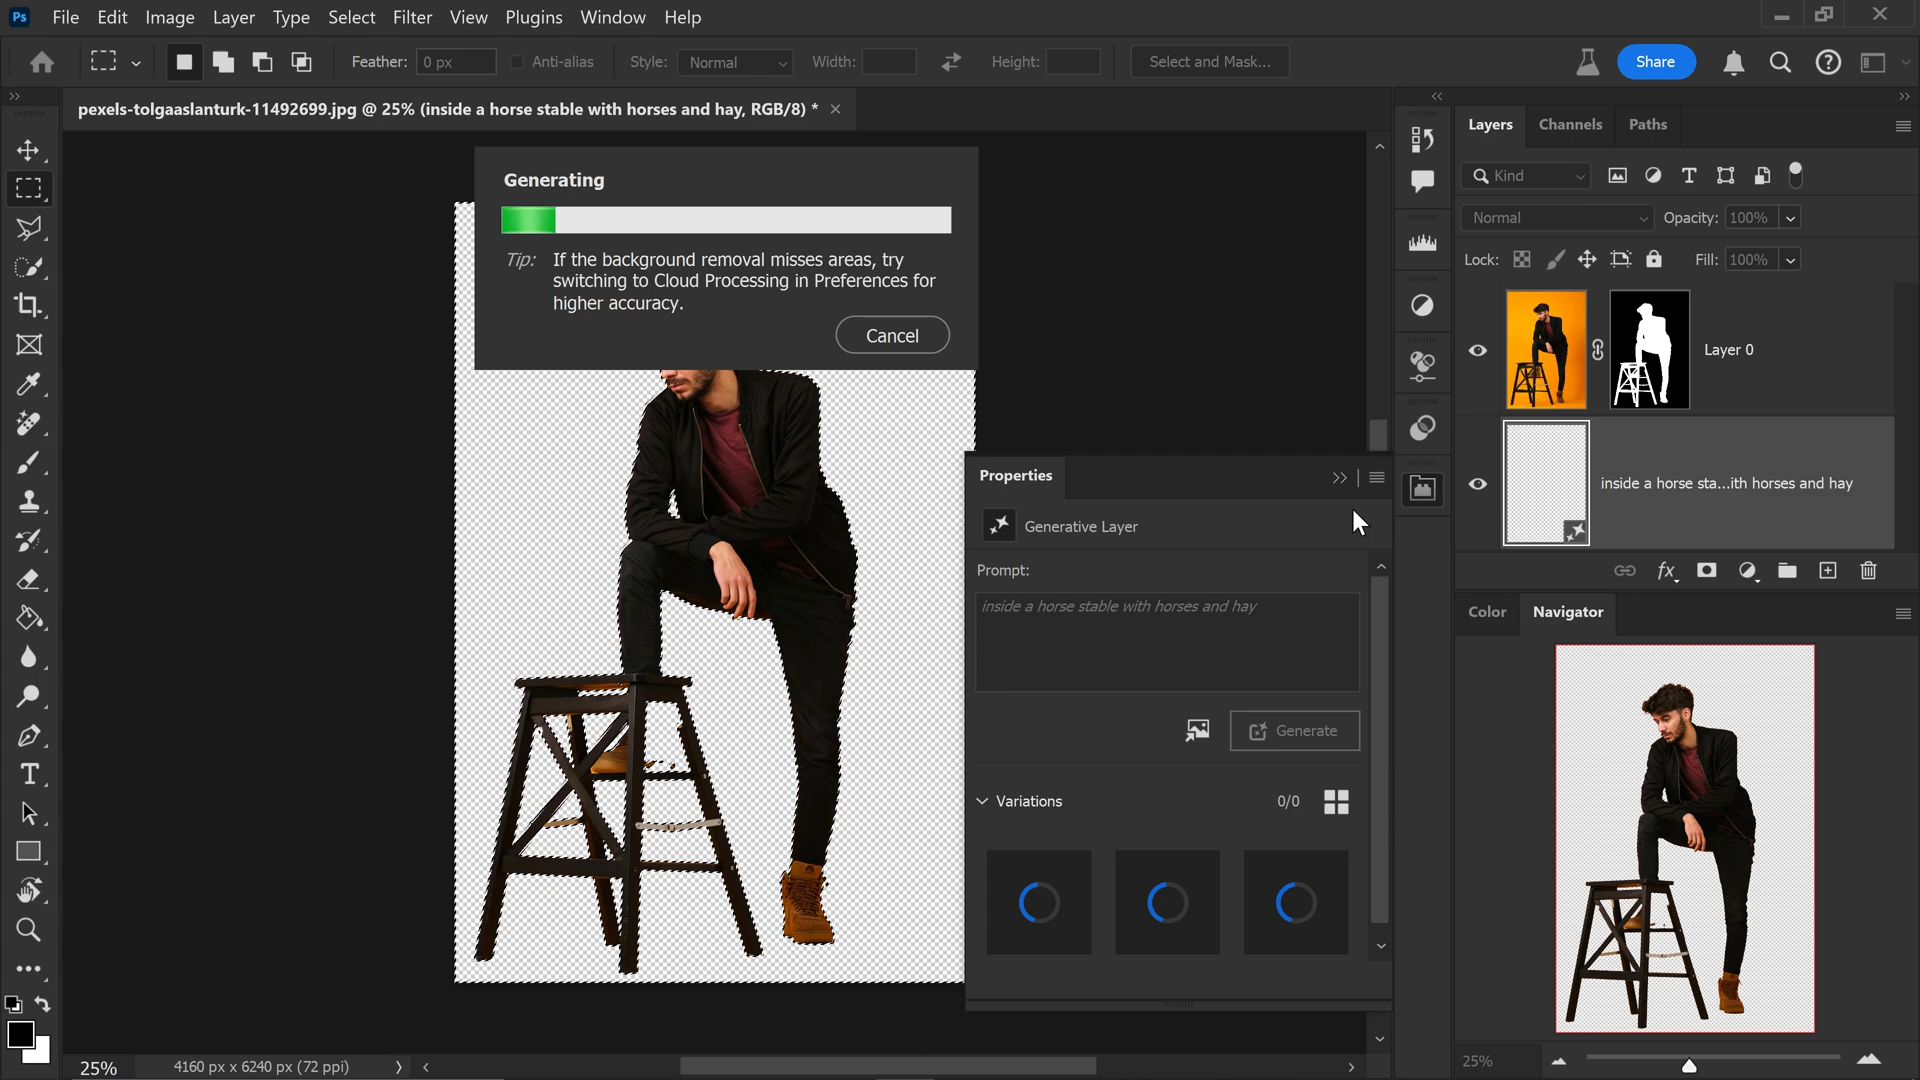 Ps File Edit Image Layer Type Select Filter View Plugins Window Help
Feather: 0 px Anti-alias Style: Normal Width: Height: Select and Mask... Share
pexels-tolgaaslanturk-11492699.jpg @ 25% (inside a horse stable with horses and hay, RGB/8) *
Generating
Tip: If the background removal misses areas, try
switching to Cloud Processing in Preferences for
higher accuracy.
Cancel
Properties
Generative Layer
Prompt:
inside a horse stable with horses and hay
Generate
Variations 0/0
Layers Channels Paths
Kind
Normal Opacity: 100%
Lock: Fill: 100%
Layer 0
inside a horse sta...ith horses and hay
fx
Color Navigator
25%
25% 4160 px x 6240 px (72 ppi)